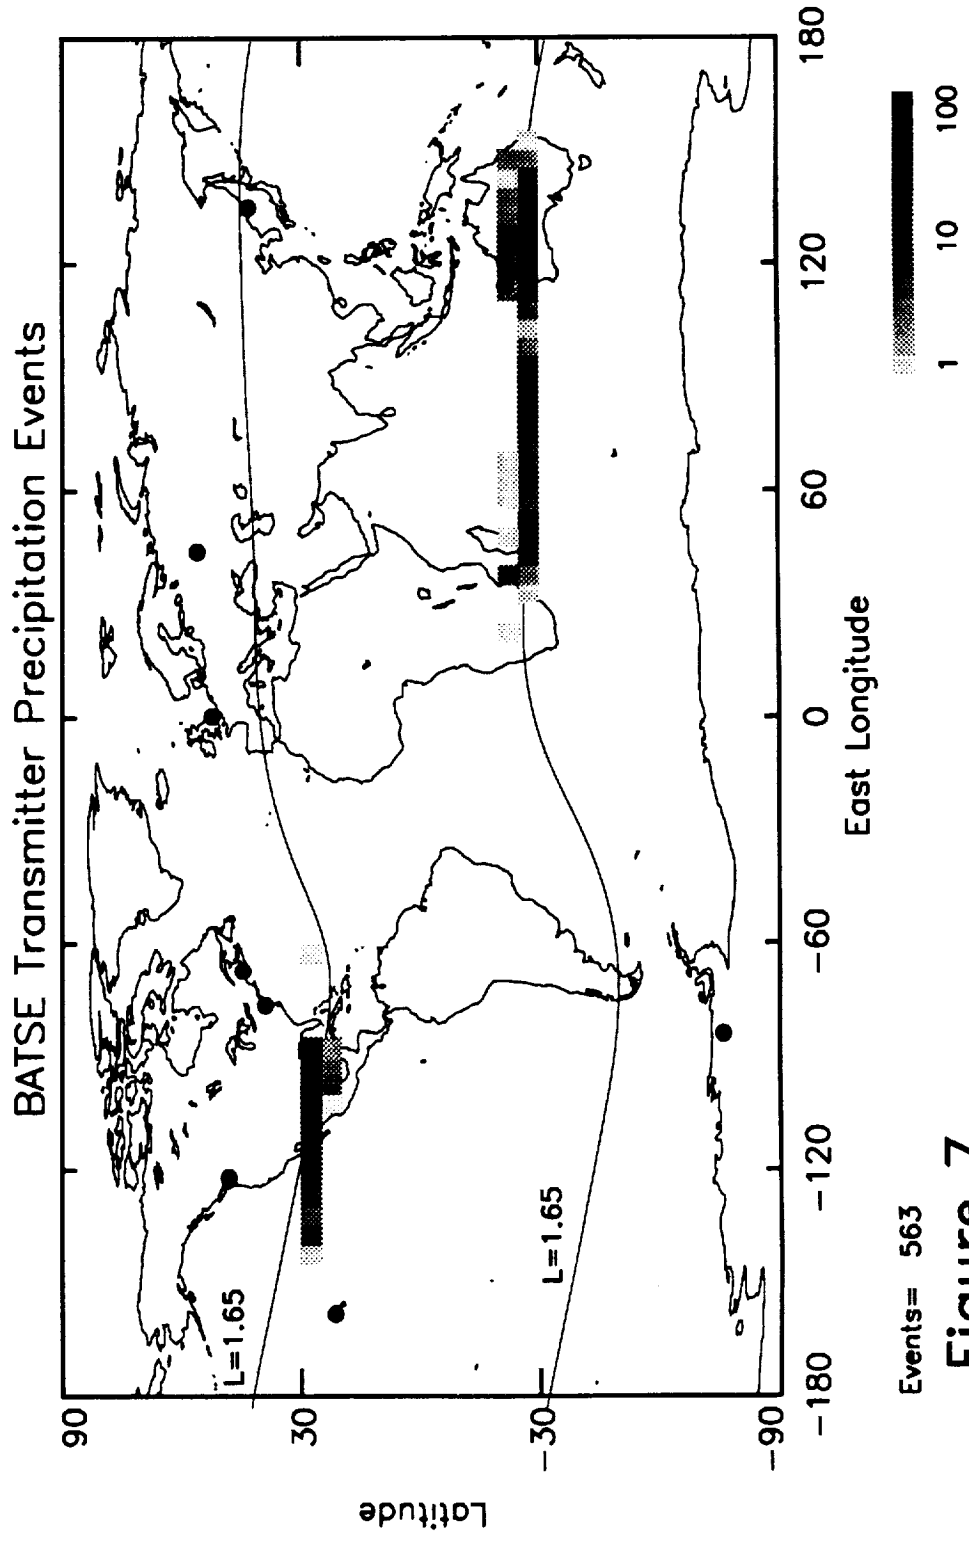 BATSE Transmitter Precipitation Events
90
30
−30
−90
Latitude
L=1.65
L=1.65
−180
−120
−60
0
60
120
180
East Longitude
Events= 563
1
10
100
Figure 7